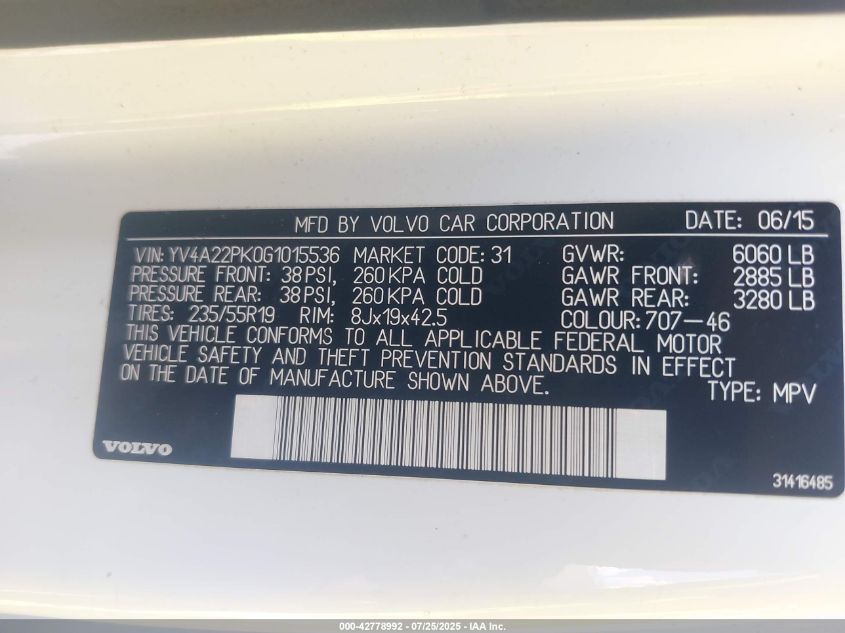 MFD BY VOLVO CAR CORPORATION DATE: 06/15
VIN: YV4A22PK0G1015536 MARKET CODE: 31 GVWR: 6060 LB
PRESSURE FRONT: 38 PSI, 260 KPA COLD GAWR FRONT: 2885 LB
PRESSURE REAR: 38 PSI, 260 KPA COLD GAWR REAR: 3280 LB
TIRES: 235/55R19 RIM: 8Jx19x42.5 COLOUR: 707-46
THIS VEHICLE CONFORMS TO ALL APPLICABLE FEDERAL MOTOR
VEHICLE SAFETY AND THEFT PREVENTION STANDARDS IN EFFECT
ON THE DATE OF MANUFACTURE SHOWN ABOVE. TYPE: MPV
VOLVO
31416485
000-42778992 - 07/25/2025 - IAA Inc.